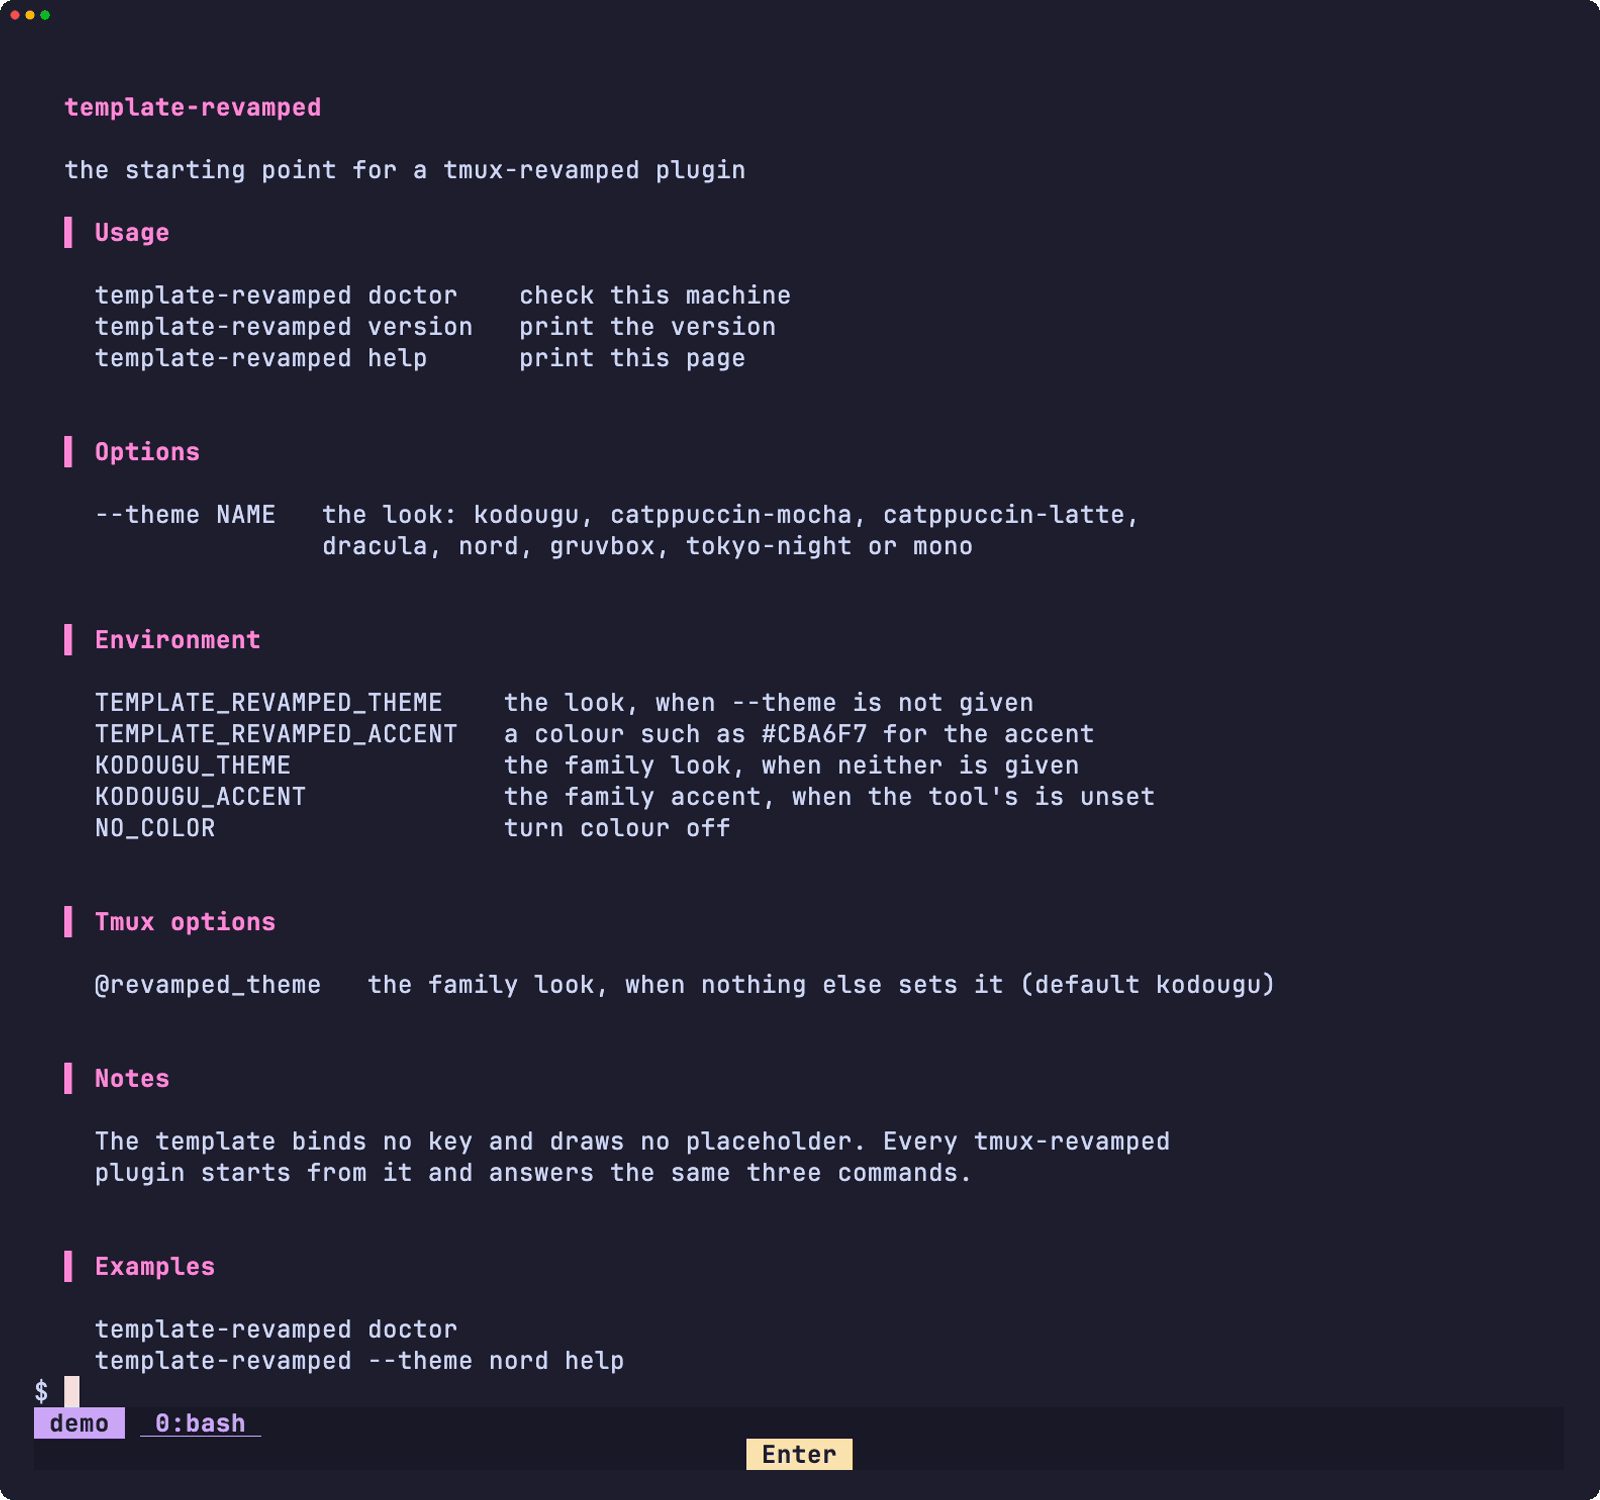 template-revamped
the starting point for a tmux-revamped plugin
Usage
template-revamped doctor    check this machine
template-revamped version   print the version
template-revamped help      print this page
Options
--theme NAME   the look: kodougu, catppuccin-mocha, catppuccin-latte,
dracula, nord, gruvbox, tokyo-night or mono
Environment
TEMPLATE_REVAMPED_THEME    the look, when --theme is not given
TEMPLATE_REVAMPED_ACCENT   a colour such as #CBA6F7 for the accent
KODOUGU_THEME              the family look, when neither is given
KODOUGU_ACCENT             the family accent, when the tool's is unset
NO_COLOR                   turn colour off
Tmux options
@revamped_theme   the family look, when nothing else sets it (default kodougu)
Notes
The template binds no key and draws no placeholder. Every tmux-revamped
plugin starts from it and answers the same three commands.
Examples
template-revamped doctor
template-revamped --theme nord help
$
demo   0:bash
Enter